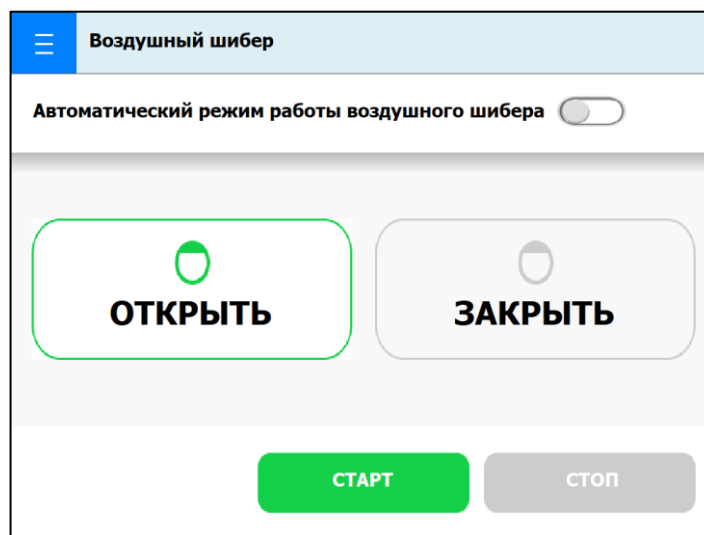 Воздушный шибер
Автоматический режим работы воздушного шибера
ОТКРЫТЬ
ЗАКРЫТЬ
СТАРТ
СТОП